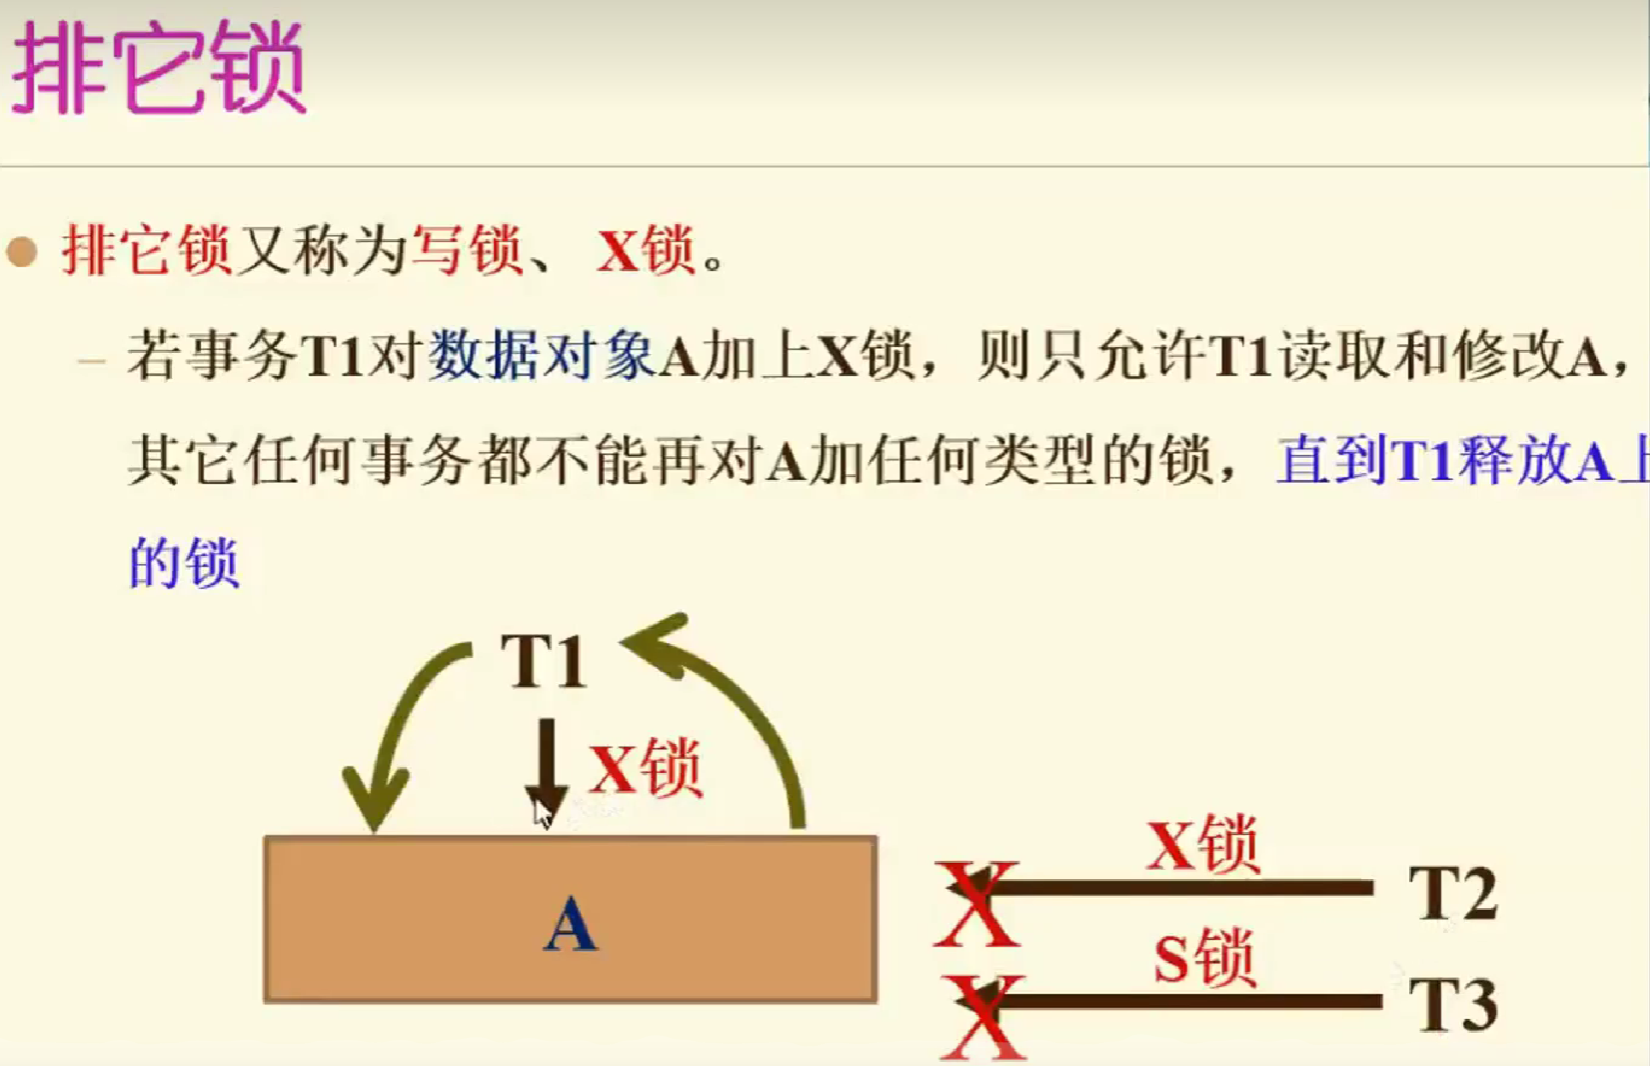 排它锁
排它锁又称为写锁、 X锁。
– 若事务T1对数据对象A加上X锁，则只允许T1读取和修改A，
其它任何事务都不能再对A加任何类型的锁，直到T1释放A上
的锁
T1
X锁
A
X锁
X
T2
S锁
X
T3